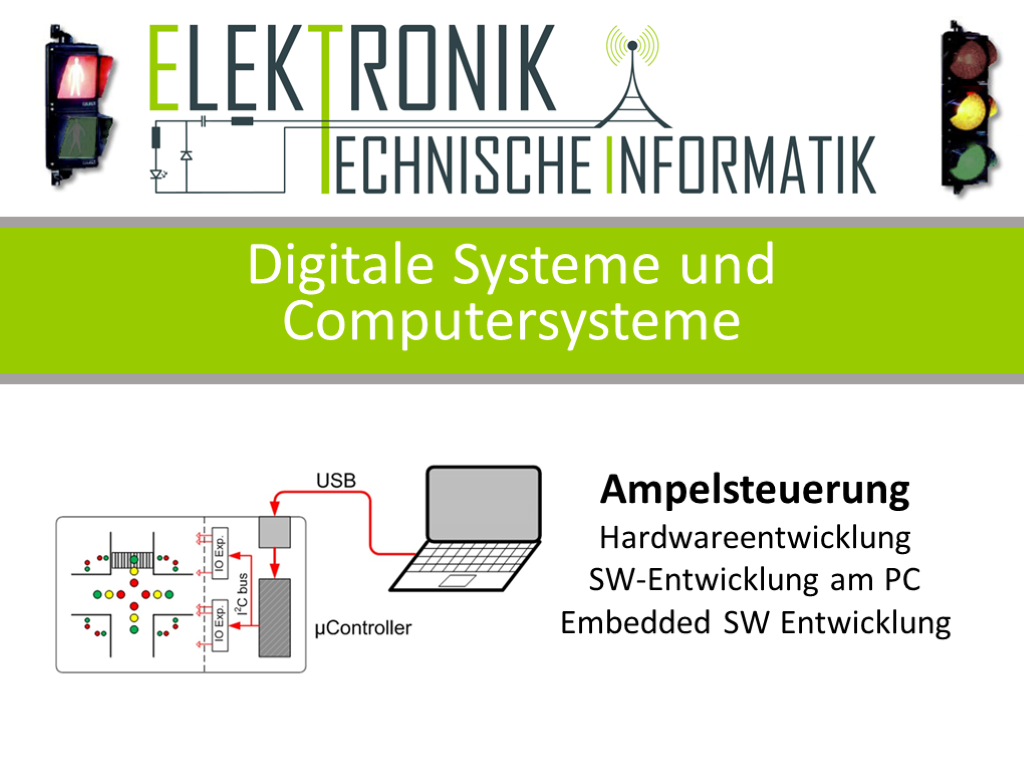 ELEKTRONIK
TECHNISCHE INFORMATIK
Digitale Systeme und
Computersysteme
USB
IO Exp.
I²C bus
IO Exp.
µController
Ampelsteuerung
Hardwareentwicklung
SW-Entwicklung am PC
Embedded SW Entwicklung